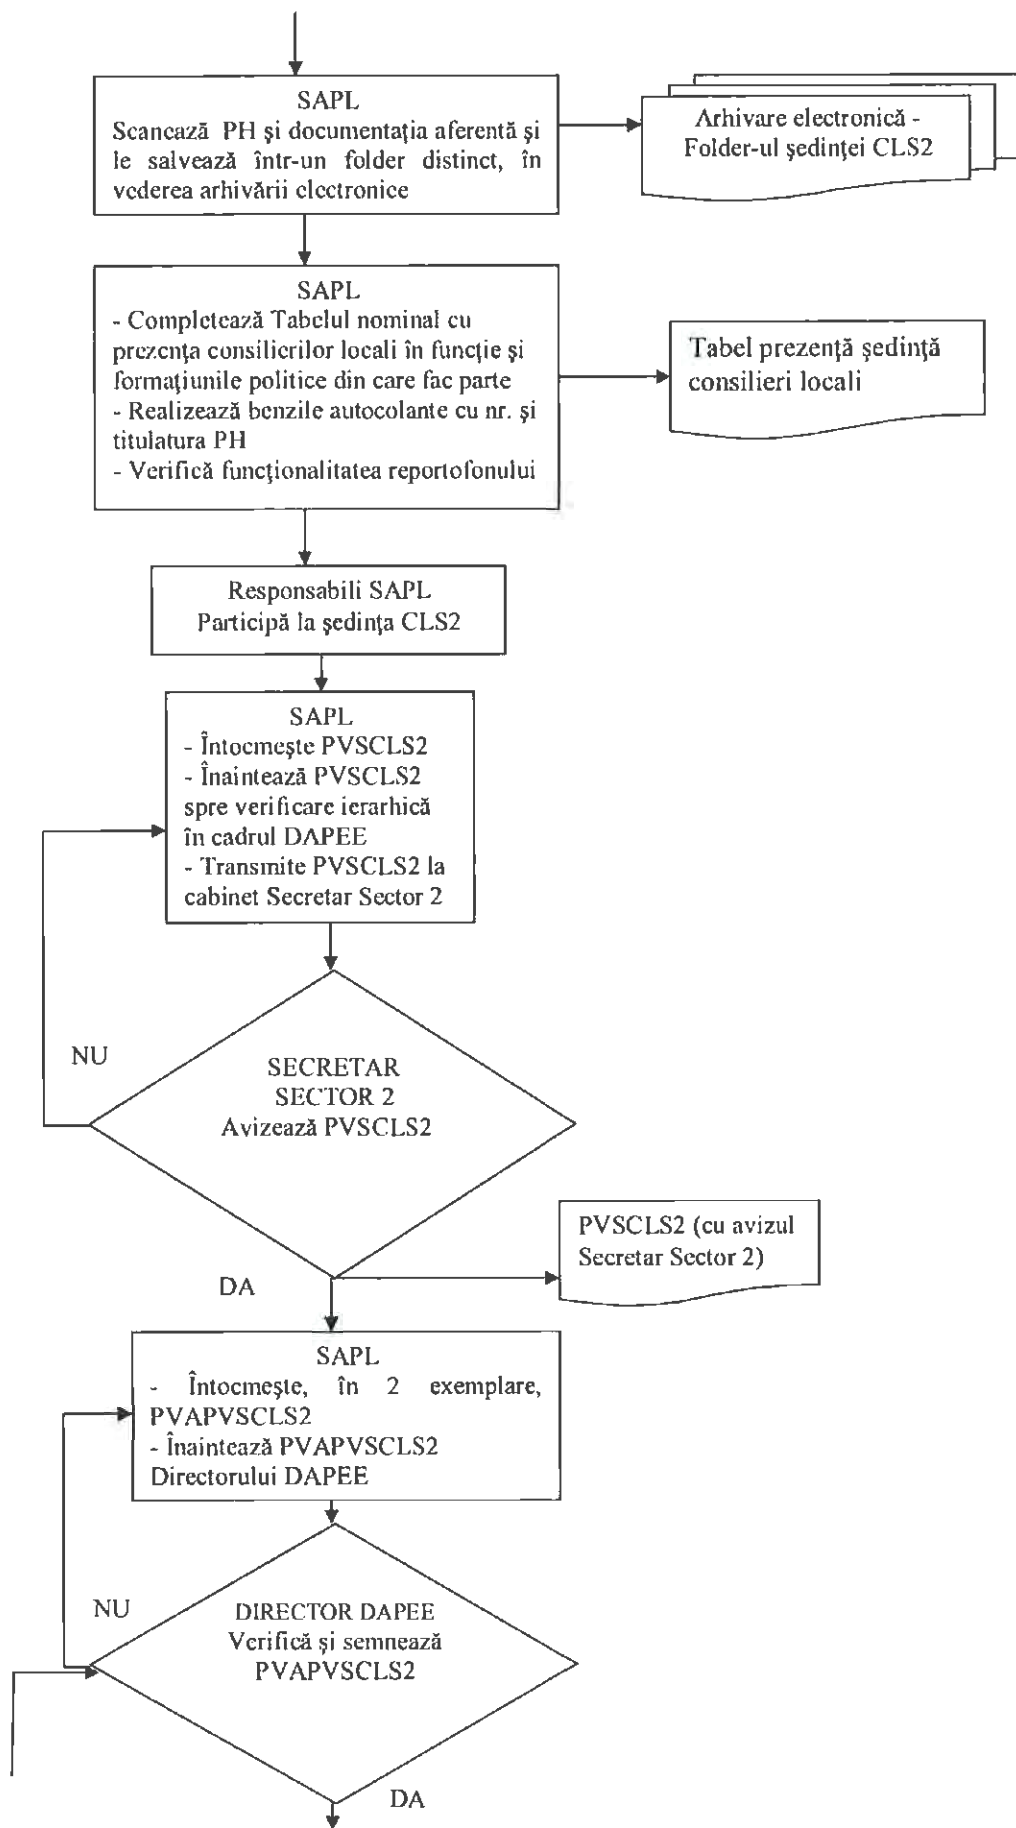 SAPL
Scanează PH şi documentaţia aferentă şi
le salvează într-un folder distinct, în
vederea arhivării electronice
Arhivare electronică -
Folder-ul şedinţei CLS2
SAPL
- Completează Tabelul nominal cu
prezenţa consilierilor locali în funcţie şi
formaţiunile politice din care fac parte
- Realizează benzile autocolante cu nr. şi
titulatura PH
- Verifică funcţionalitatea reportofonului
Tabel prezenţă şedinţă
consilieri locali
Responsabili SAPL
Participă la şedinţa CLS2
SAPL
- Întocmeşte PVSCLS2
- Înaintează PVSCLS2
spre verificare ierarhică
în cadrul DAPEE
- Transmite PVSCLS2 la
cabinet Secretar Sector 2
NU
SECRETAR
SECTOR 2
Avizează PVSCLS2
PVSCLS2 (cu avizul
Secretar Sector 2)
DA
SAPL
- Întocmeşte, în 2 exemplare,
PVAPVSCLS2
- Înaintează PVAPVSCLS2
Directorului DAPEE
NU
DIRECTOR DAPEE
Verifică şi semnează
PVAPVSCLS2
DA